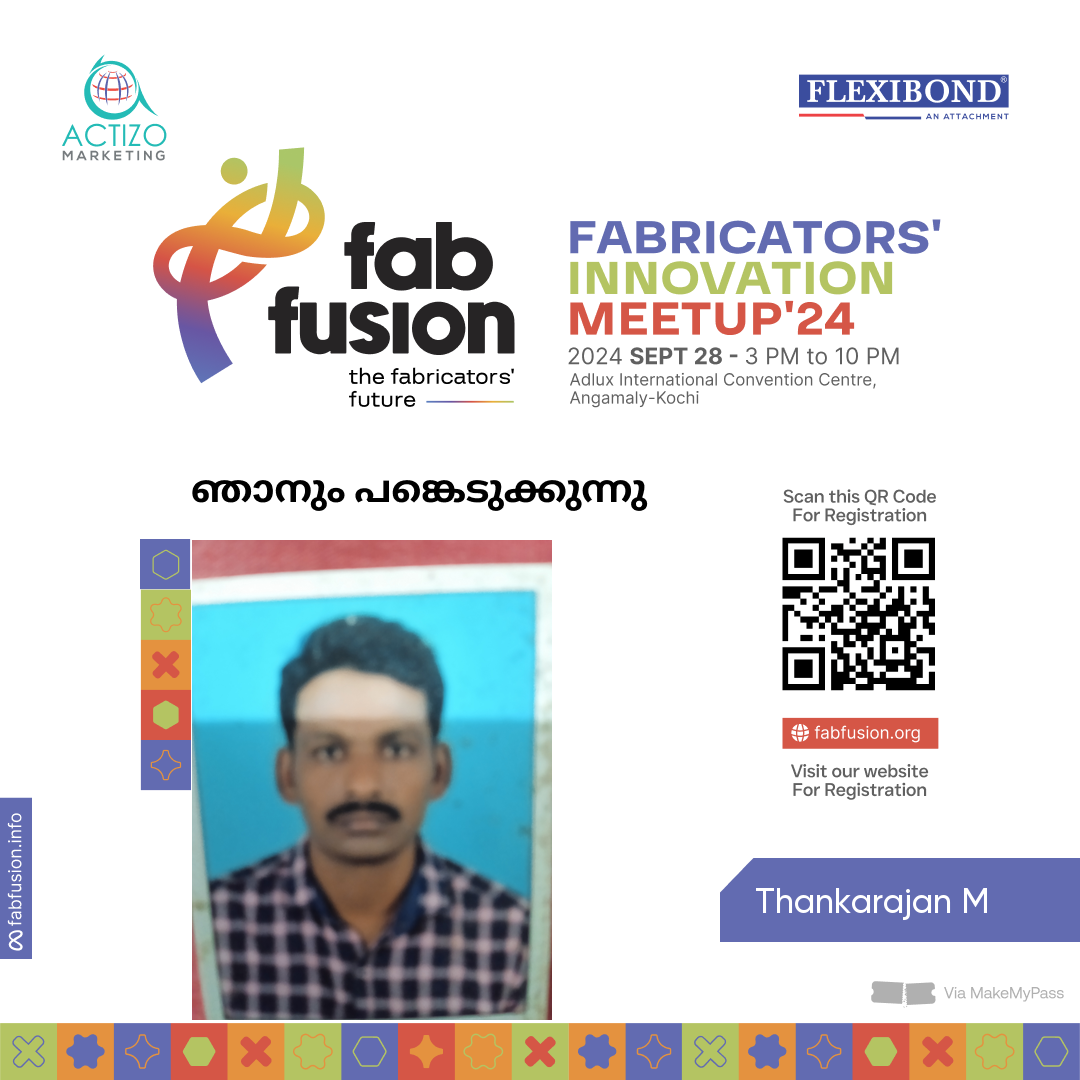 ACTIZO
MARKETING
FLEXIBOND®
AN ATTACHMENT
fab
fusion
the fabricators'
future
FABRICATORS'
INNOVATION
MEETUP'24
2024 SEPT 28 - 3 PM to 10 PM
Adlux International Convention Centre,
Angamaly-Kochi
ഞാനും പങ്കെടുക്കുന്നു
Scan this QR Code
For Registration
fabfusion.org
Visit our website
For Registration
fabfusion.info
Thankarajan M
Via MakeMyPass